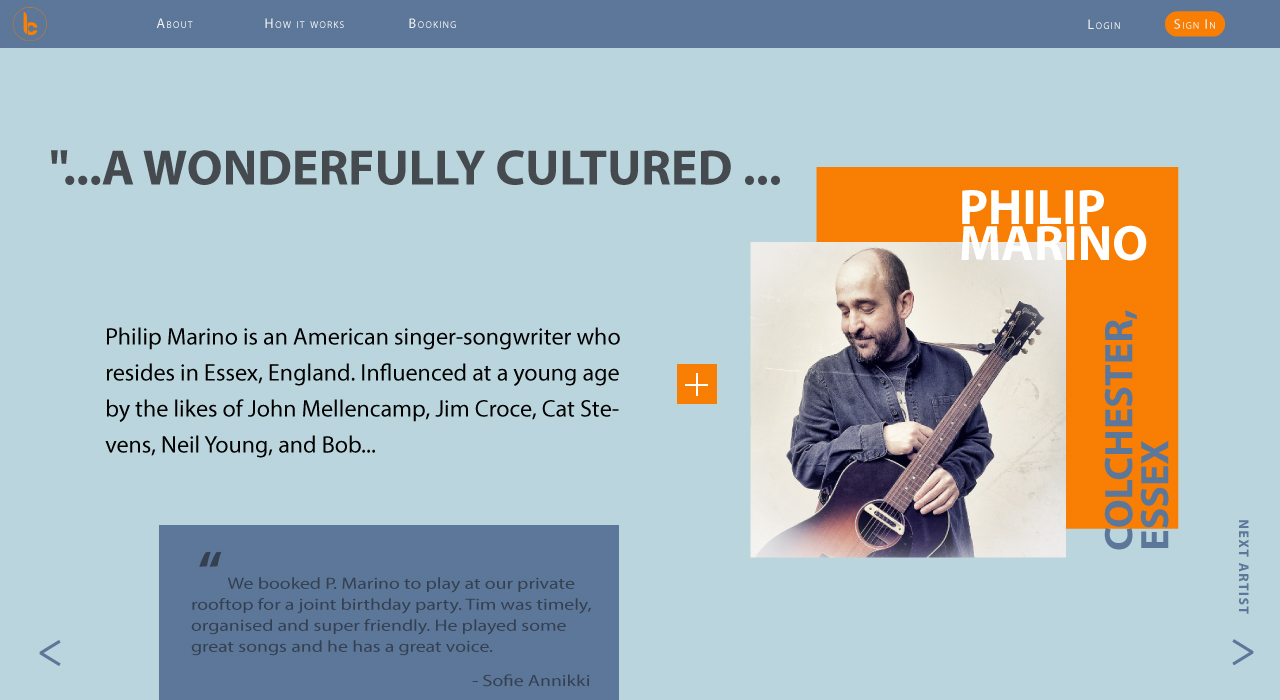 bc
About How it works Booking Login Sign In
"...A WONDERFULLY CULTURED ...
PHILIP
MARINO
Philip Marino is an American singer-songwriter who
resides in Essex, England. Influenced at a young age
by the likes of John Mellencamp, Jim Croce, Cat Ste-
vens, Neil Young, and Bob...
COLCHESTER,
ESSEX
“
We booked P. Marino to play at our private
rooftop for a joint birthday party. Tim was timely,
organised and super friendly. He played some
great songs and he has a great voice.
- Sofie Annikki
NEXT ARTIST
< >